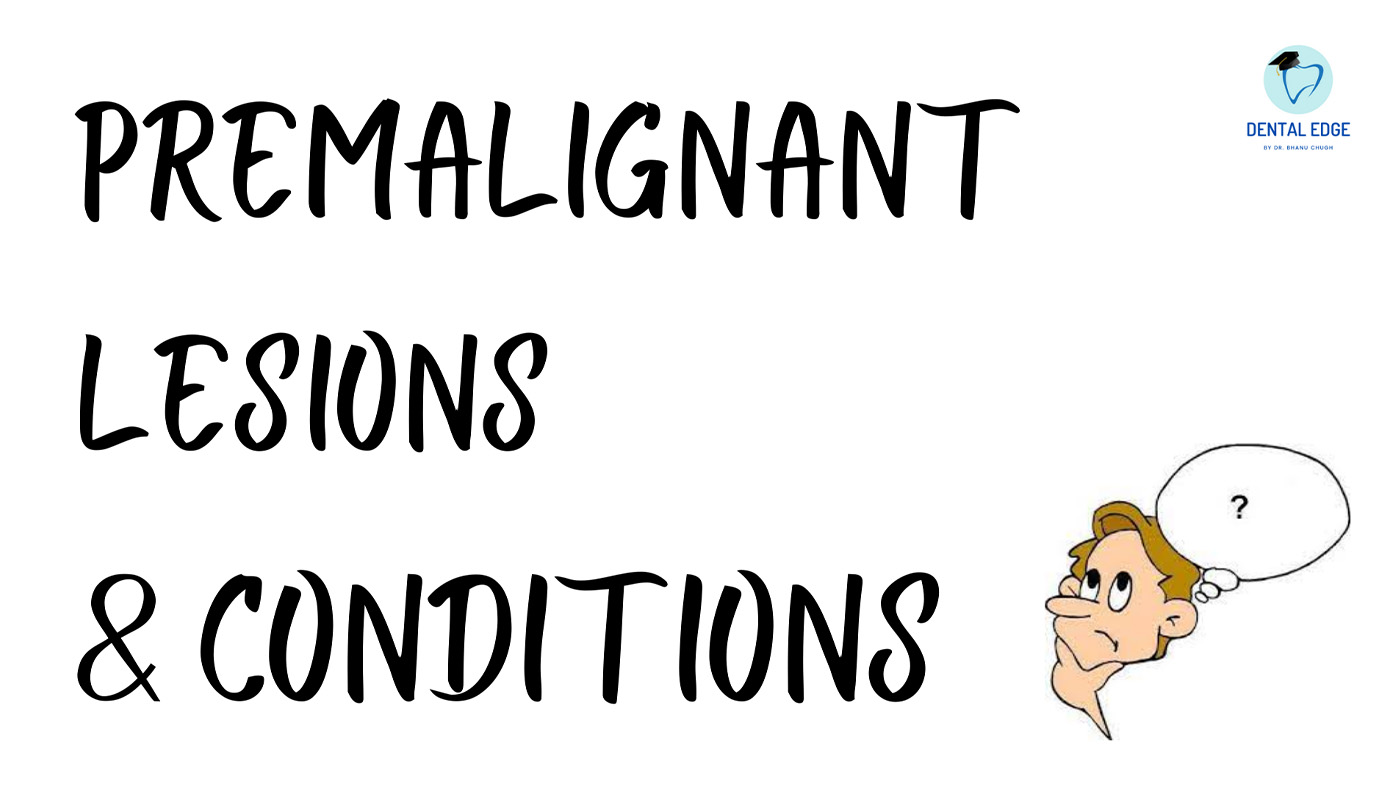 PREMALIGNANT
LESIONS
& CONDITIONS
DENTAL EDGE
BY DR. BHANU CHUGH
?